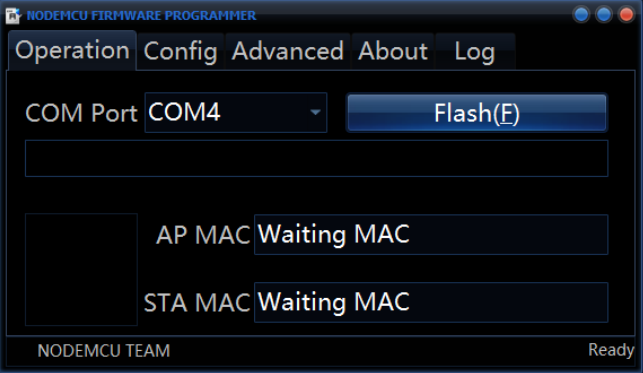 NODEMCU FIRMWARE PROGRAMMER
Operation Config Advanced About Log
COM Port COM4 Flash(F)
AP MAC Waiting MAC
STA MAC Waiting MAC
NODEMCU TEAM Ready